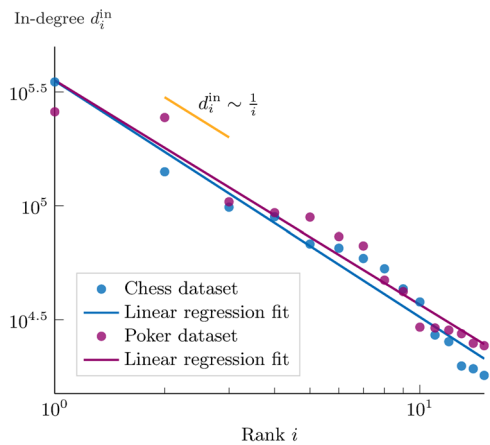 In-degree $d_i^{\text{in}}$
$10^{5.5}$
$d_i^{\text{in}} \sim \frac{1}{i}$
$10^{5}$
$10^{4.5}$
Chess dataset
Linear regression fit
Poker dataset
Linear regression fit
$10^{0}$ $10^{1}$
Rank $i$